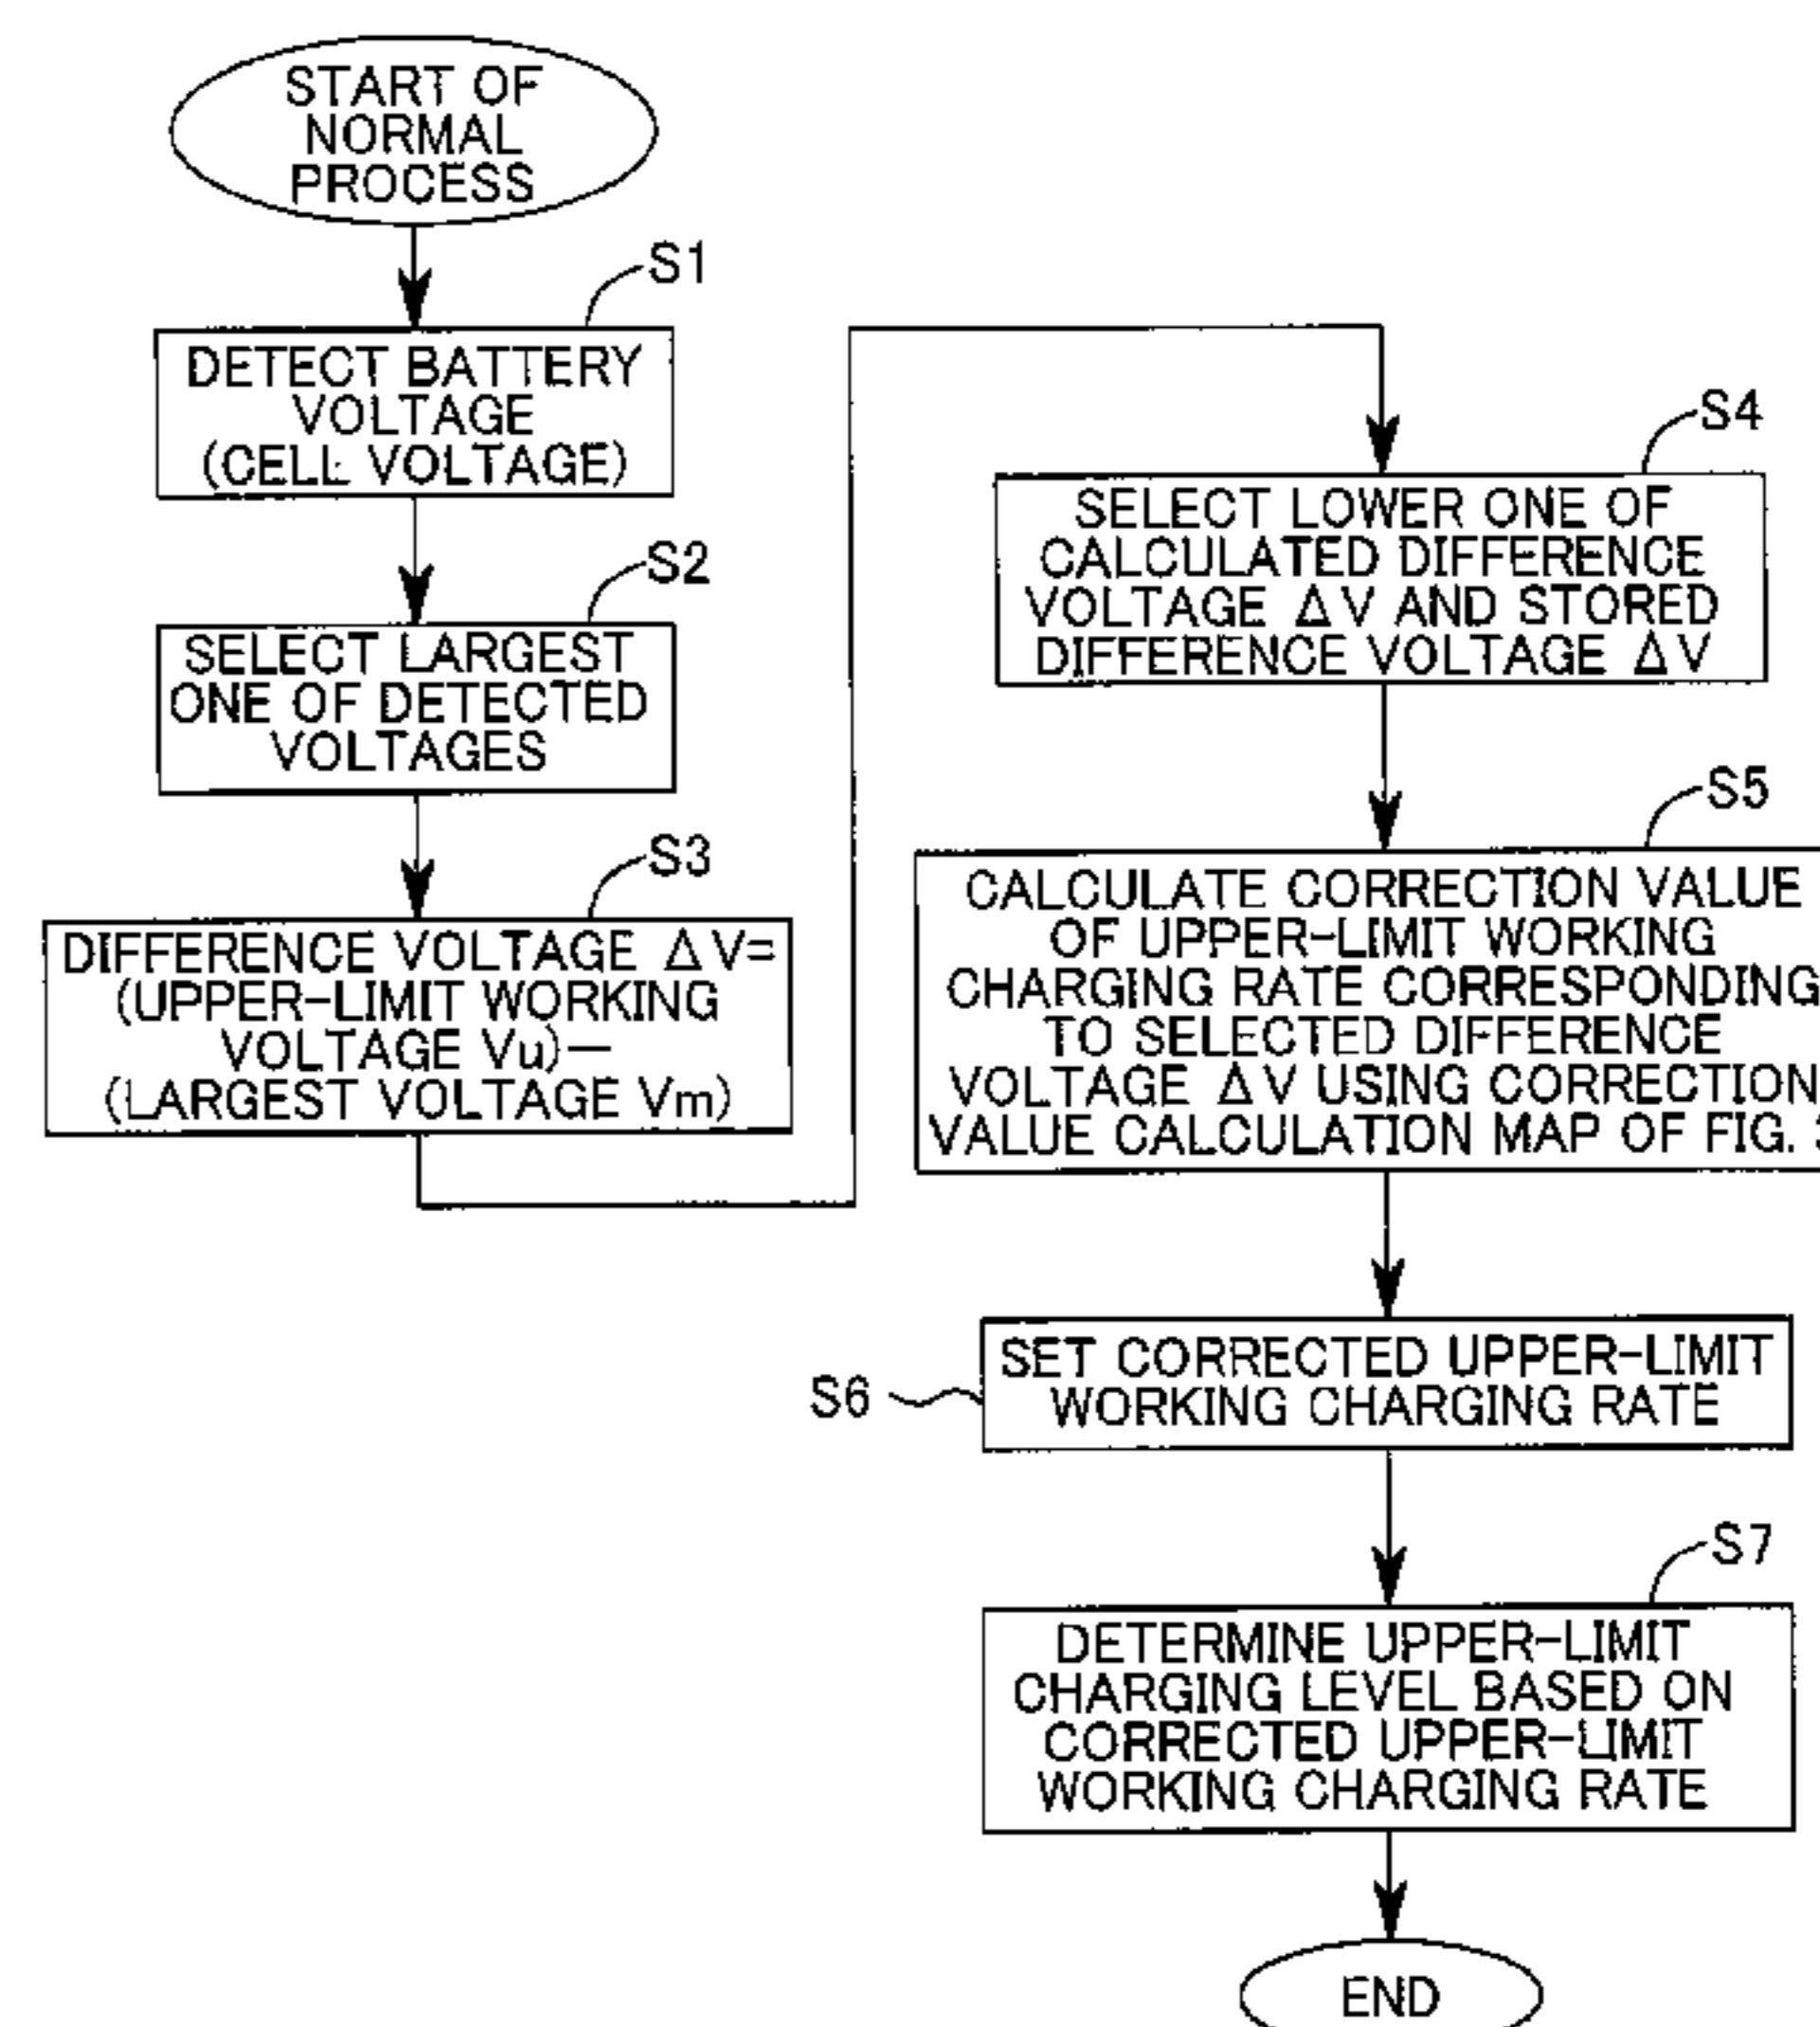 START OF
NORMAL
PROCESS
S1
DETECT BATTERY
VOLTAGE
(CELL VOLTAGE)
S2
SELECT LARGEST
ONE OF DETECTED
VOLTAGES
S3
DIFFERENCE VOLTAGE ΔV=
(UPPER-LIMIT WORKING
VOLTAGE Vu)—
(LARGEST VOLTAGE Vm)
S4
SELECT LOWER ONE OF
CALCULATED DIFFERENCE
VOLTAGE ΔV AND STORED
DIFFERENCE VOLTAGE ΔV
S5
CALCULATE CORRECTION VALUE
OF UPPER-LIMIT WORKING
CHARGING RATE CORRESPONDING
TO SELECTED DIFFERENCE
VOLTAGE ΔV USING CORRECTION
VALUE CALCULATION MAP OF FIG.
S6
SET CORRECTED UPPER-LIMIT
WORKING CHARGING RATE
S7
DETERMINE UPPER-LIMIT
CHARGING LEVEL BASED ON
CORRECTED UPPER-LIMIT
WORKING CHARGING RATE
END